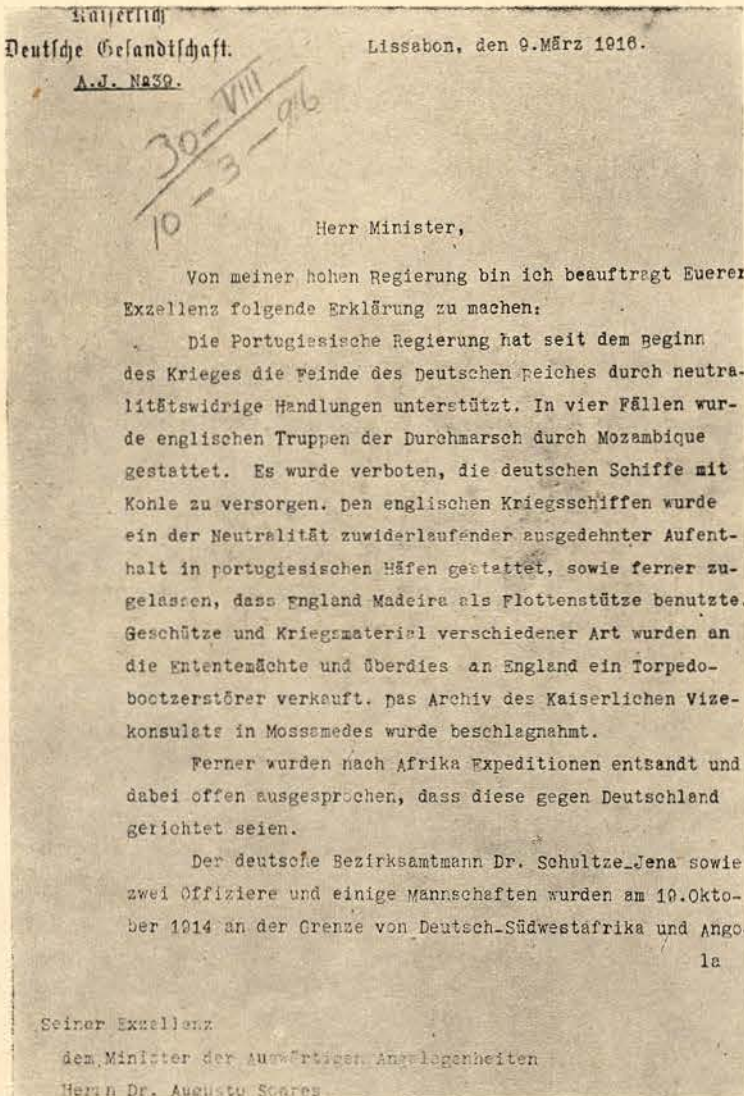 Kaiserlich
Deutsche Gesandtschaft.
Lissabon, den 9.März 1916.
A.J. №39.
30-VIII
10-3-916
Herr Minister,
Von meiner hohen Regierung bin ich beauftragt Euerer
Exzellenz folgende Erklärung zu machen:
Die Portugiesische Regierung hat seit dem Beginn
des Krieges die Feinde des Deutschen Reiches durch neutra-
litätswidrige Handlungen unterstützt. In vier Fällen wur-
de englischen Truppen der Durchmarsch durch Mozambique
gestattet. Es wurde verboten, die deutschen Schiffe mit
Kohle zu versorgen. Den englischen Kriegsschiffen wurde
ein der Neutralität zuwiderlaufender ausgedehnter Aufent-
halt in portugiesischen Häfen gestattet, sowie ferner zu-
gelassen, dass England Madeira als Flottenstütze benutzte.
Geschütze und Kriegsmaterial verschiedener Art wurden an
die Ententemächte und überdies an England ein Torpedo-
bootzerstörer verkauft. Das Archiv des Kaiserlichen Vize-
konsulats in Mossamedes wurde beschlagnahmt.
Ferner wurden nach Afrika Expeditionen entsandt und
dabei offen ausgesprochen, dass diese gegen Deutschland
gerichtet seien.
Der deutsche Bezirksamtmann Dr. Schultze-Jena sowie
zwei Offiziere und einige Mannschaften wurden am 19.Okto-
ber 1914 an der Grenze von Deutsch-Südwestafrika und Ango
la
Seiner Exzellenz
dem Minister der Auswärtigen Angelegenheiten
Herrn Dr. Augusto Soares